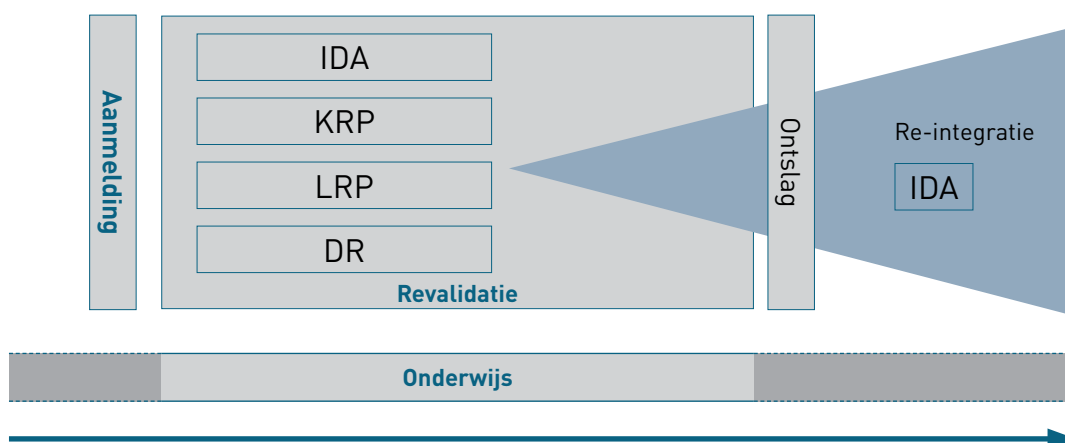 Aanmelding
IDA
KRP
LRP
DR
Revalidatie
Ontslag
Re-integratie
IDA
Onderwijs